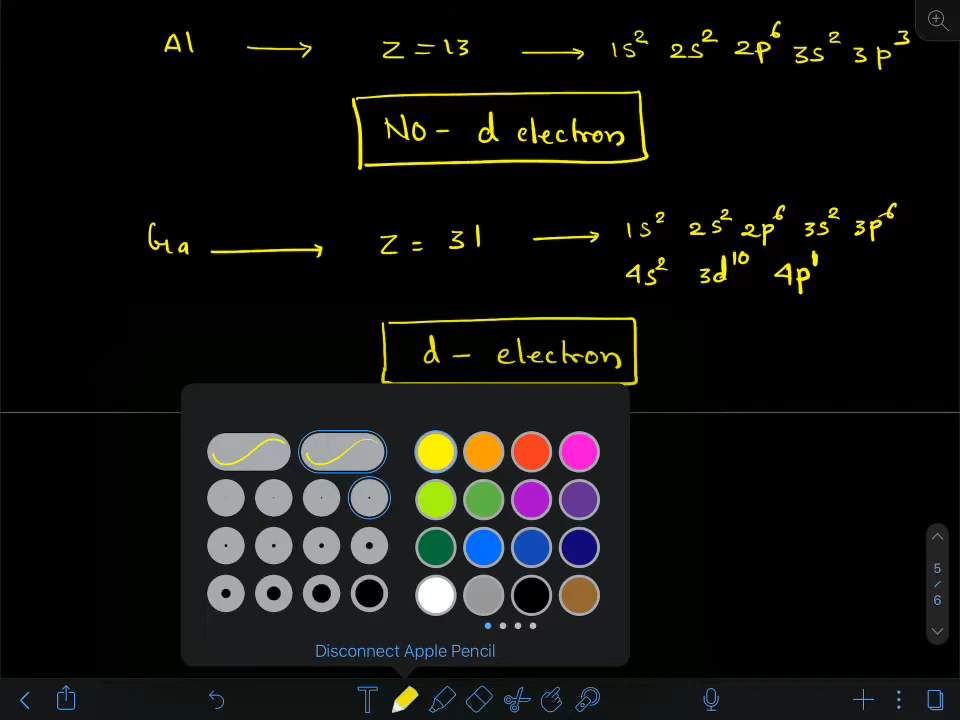 Al ⟶ Z = 13 ⟶ 1s² 2s² 2p⁶ 3s² 3p³
No - d electron
Ga ⟶ Z = 31 ⟶ 1s² 2s² 2p⁶ 3s² 3p⁶
4s² 3d¹⁰ 4p¹
d - electron
5
/
6
Disconnect Apple Pencil
T